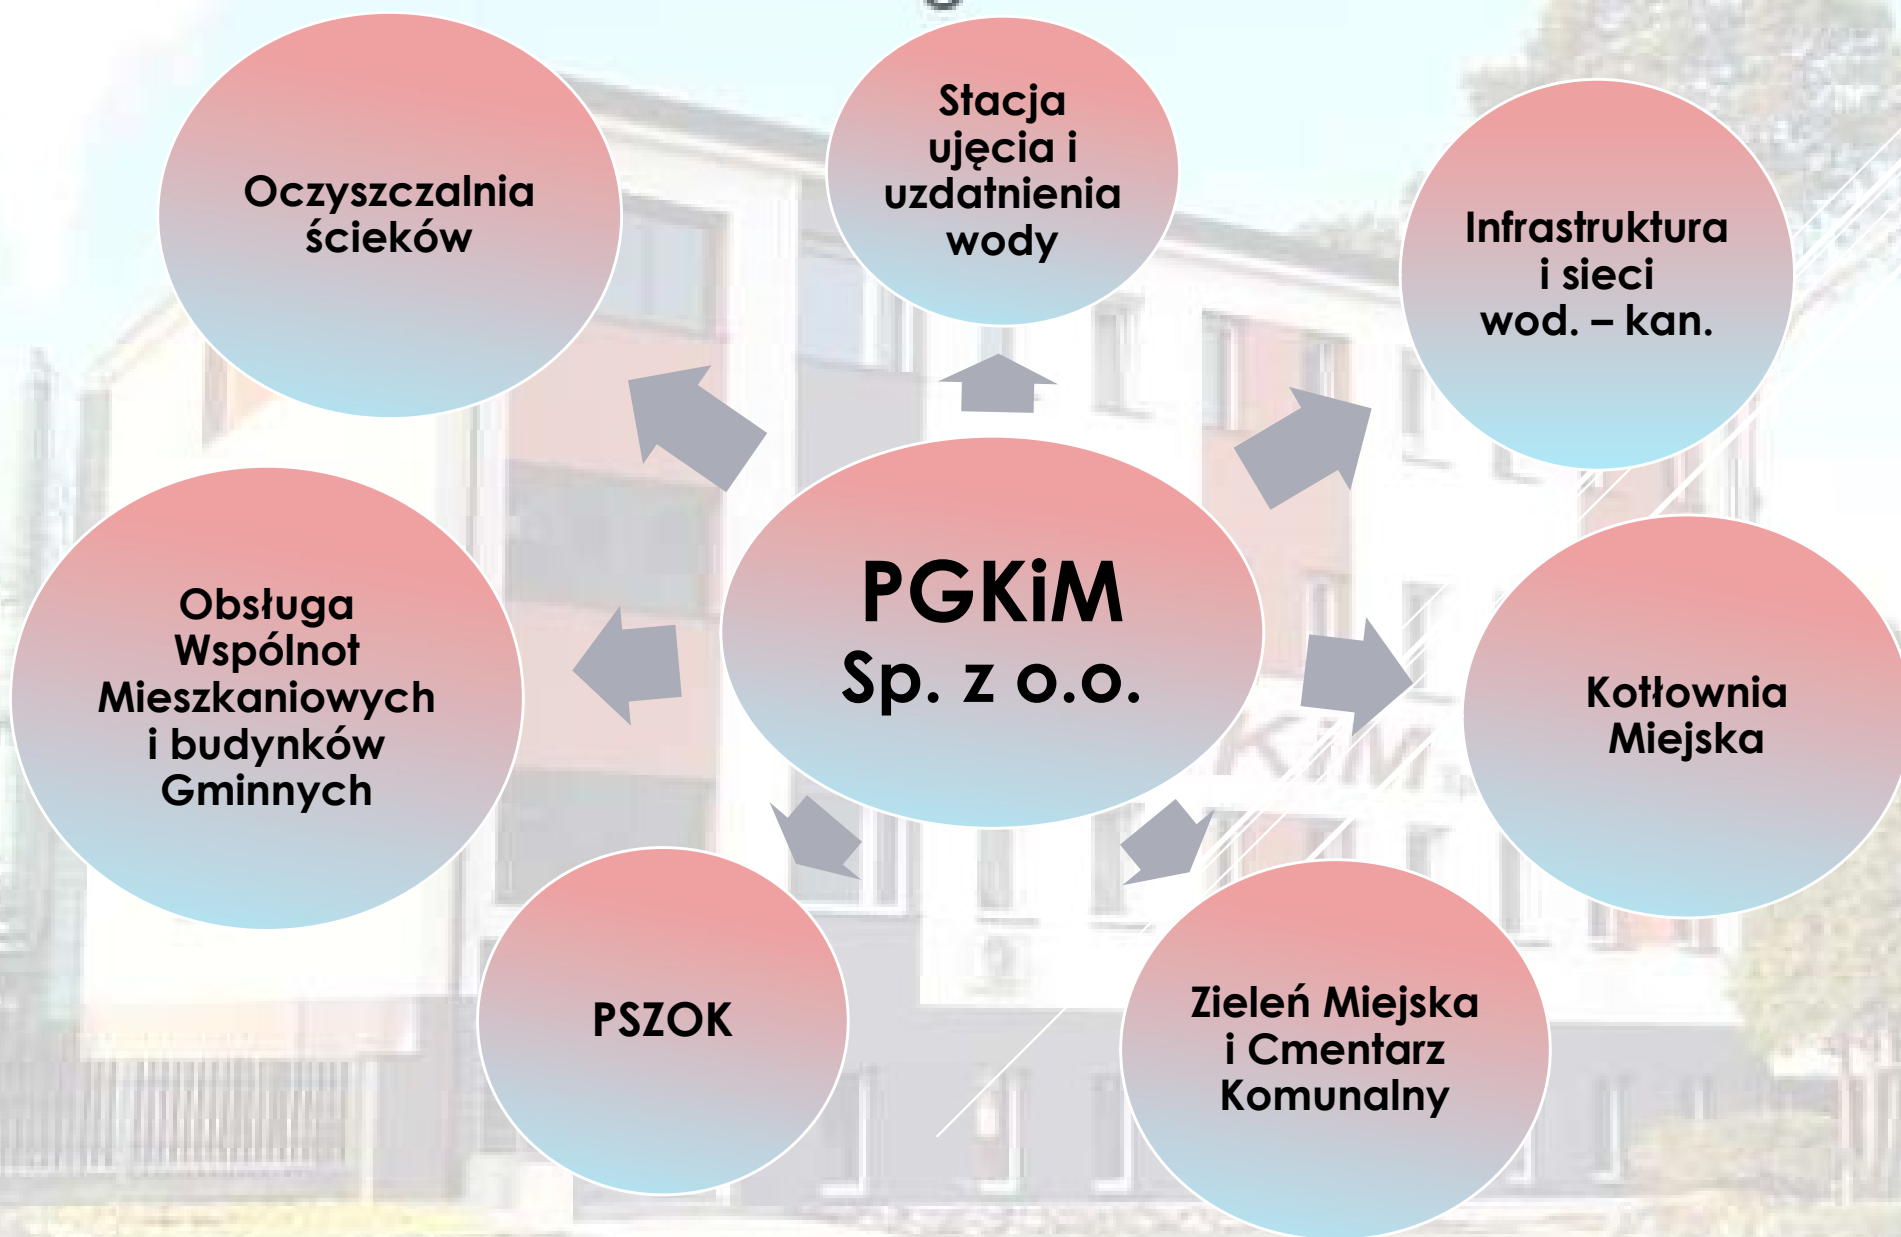 Oczyszczalnia
ścieków
Stacja
ujęcia i
uzdatnienia
wody
Infrastruktura
i sieci
wod. – kan.
Obsługa
Wspólnot
Mieszkaniowych
i budynków
Gminnych
PGKiM
Sp. z o.o.
Kotłownia
Miejska
KiM
PSZOK
Zieleń Miejska
i Cmentarz
Komunalny